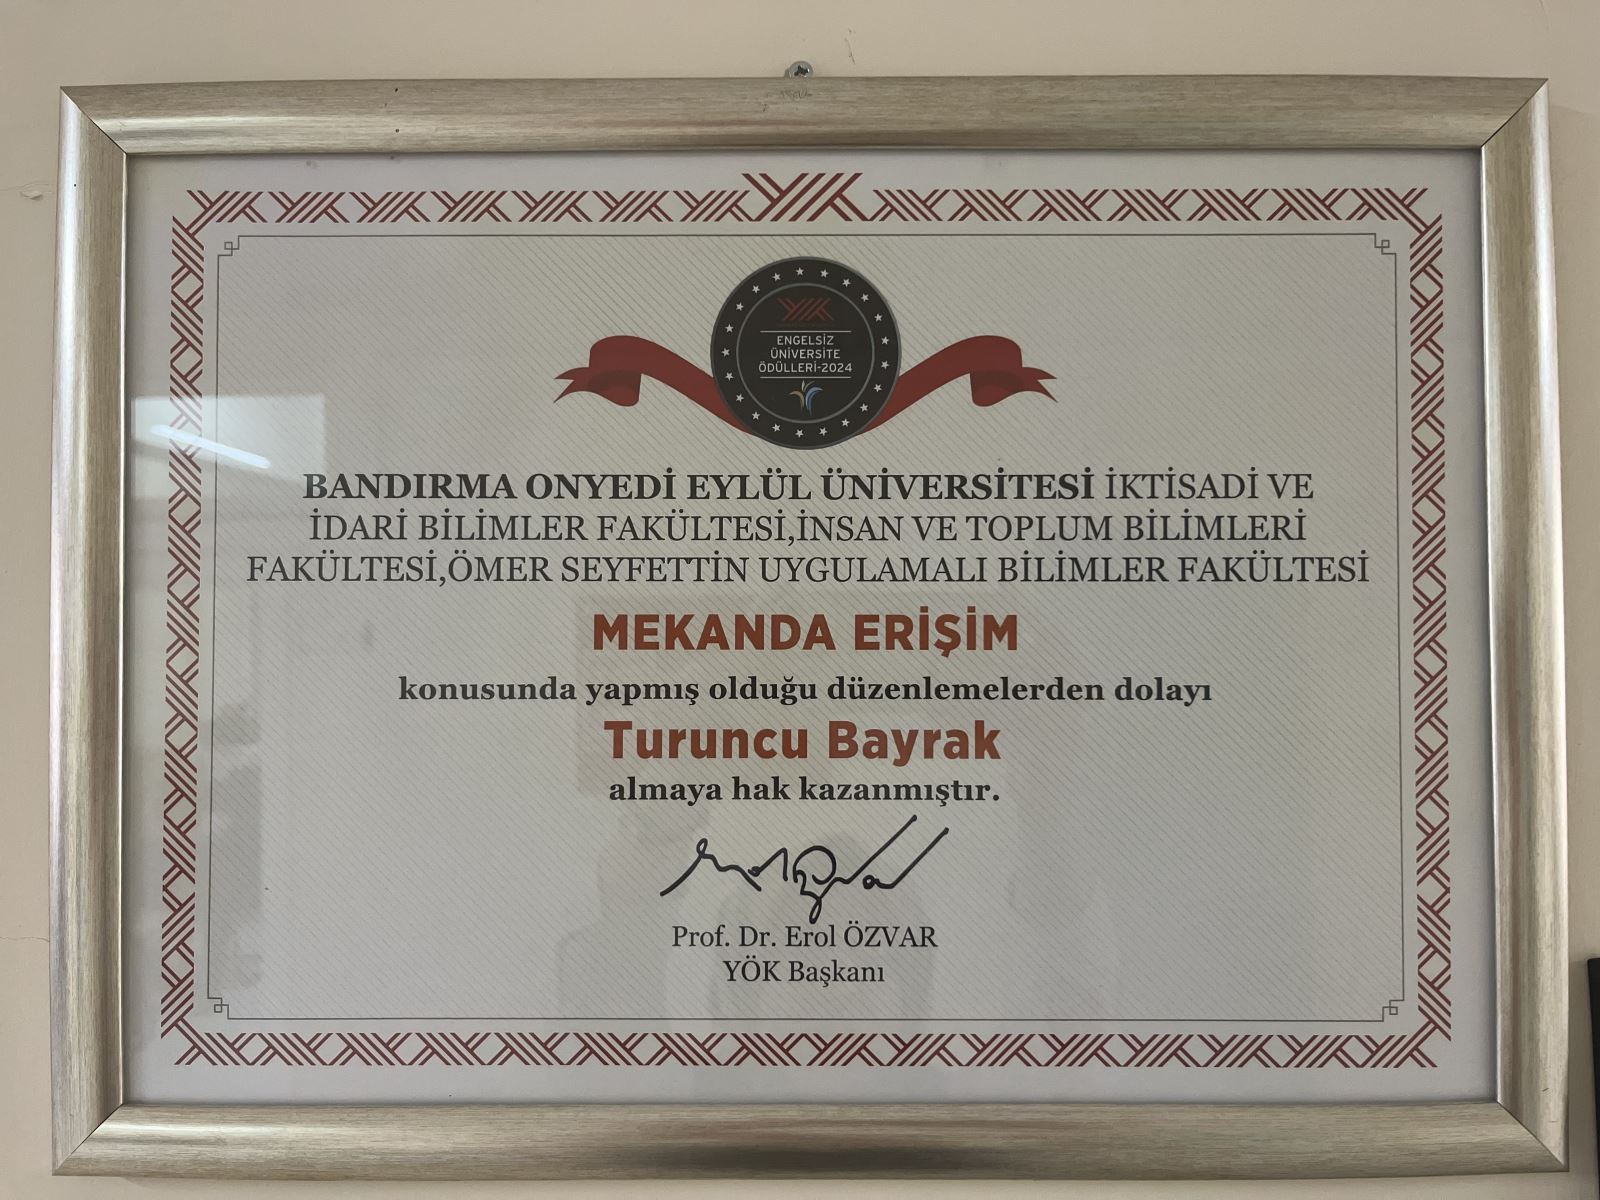 ENGELSİZ
ÜNİVERSİTE
ÖDÜLLERİ-2024
BANDIRMA ONYEDİ EYLÜL ÜNİVERSİTESİ İKTİSADİ VE
İDARİ BİLİMLER FAKÜLTESİ,İNSAN VE TOPLUM BİLİMLERİ
FAKÜLTESİ,ÖMER SEYFETTİN UYGULAMALI BİLİMLER FAKÜLTESİ
MEKANDA ERİŞİM
konusunda yapmış olduğu düzenlemelerden dolayı
Turuncu Bayrak
almaya hak kazanmıştır.
Prof. Dr. Erol ÖZVAR
YÖK Başkanı